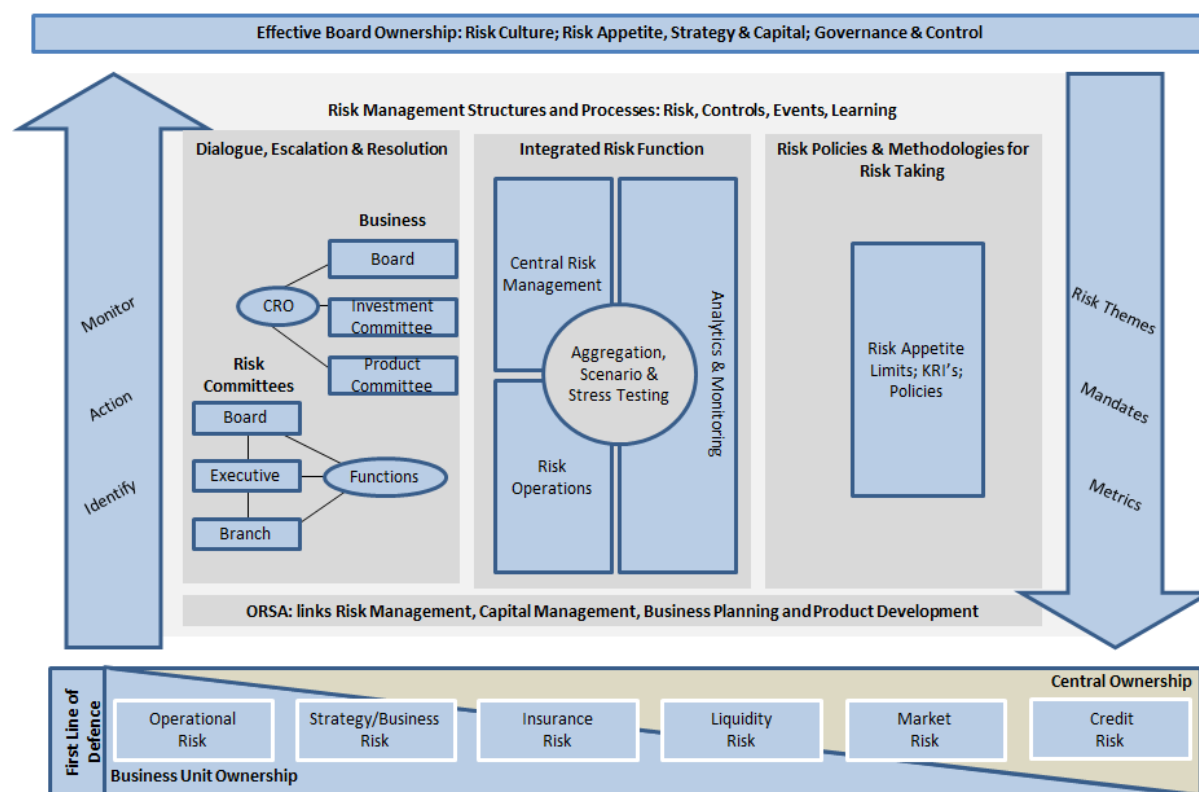 Effective Board Ownership: Risk Culture; Risk Appetite, Strategy & Capital; Governance & Control
Risk Management Structures and Processes: Risk, Controls, Events, Learning
Dialogue, Escalation & Resolution
Business
Board
CRO
Investment
Committee
Product
Committee
Risk
Committees
Board
Executive
Functions
Branch
Integrated Risk Function
Central Risk
Management
Aggregation,
Scenario &
Stress Testing
Analytics & Monitoring
Risk
Operations
Risk Policies & Methodologies for
Risk Taking
Risk Appetite
Limits; KRI's;
Policies
Monitor
Action
Identify
Risk Themes
Mandates
Metrics
ORSA: links Risk Management, Capital Management, Business Planning and Product Development
First Line of
Defence
Central Ownership
Operational
Risk
Strategy/Business
Risk
Insurance
Risk
Liquidity
Risk
Market
Risk
Credit
Risk
Business Unit Ownership